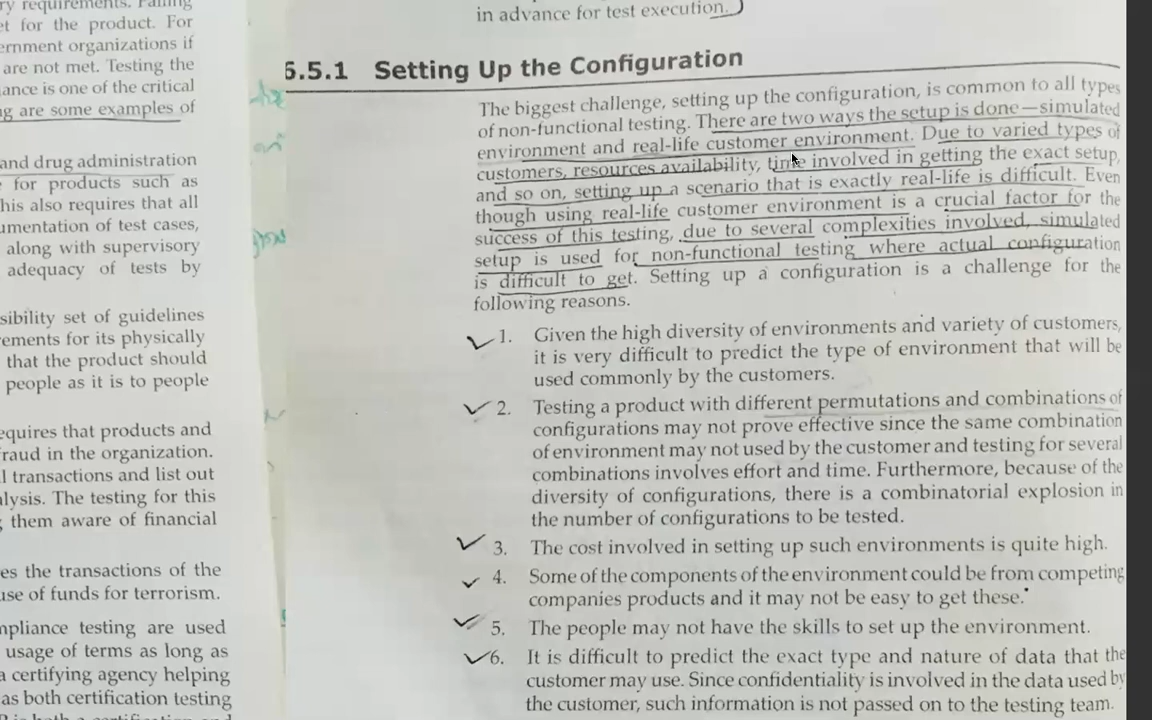 ry requirements. Failing
et for the product. For
ernment organizations if
are not met. Testing the
ance is one of the critical
g are some examples of
and drug administration
for products such as
his also requires that all
umentation of test cases,
along with supervisory
adequacy of tests by
sibility set of guidelines
ements for its physically
that the product should
people as it is to people
equires that products and
raud in the organization.
l transactions and list out
lysis. The testing for this
them aware of financial
es the transactions of the
use of funds for terrorism.
mpliance testing are used
usage of terms as long as
a certifying agency helping
as both certification testing
in advance for test execution.
6.5.1 Setting Up the Configuration
The biggest challenge, setting up the configuration, is common to all types
of non-functional testing. There are two ways the setup is done—simulated
environment and real-life customer environment. Due to varied types of
customers, resources availability, time involved in getting the exact setup,
and so on, setting up a scenario that is exactly real-life is difficult. Even
though using real-life customer environment is a crucial factor for the
success of this testing, due to several complexities involved, simulated
setup is used for non-functional testing where actual configuration
is difficult to get. Setting up a configuration is a challenge for the
following reasons.
1. Given the high diversity of environments and variety of customers,
it is very difficult to predict the type of environment that will be
used commonly by the customers.
2. Testing a product with different permutations and combinations of
configurations may not prove effective since the same combination
of environment may not used by the customer and testing for several
combinations involves effort and time. Furthermore, because of the
diversity of configurations, there is a combinatorial explosion in
the number of configurations to be tested.
3. The cost involved in setting up such environments is quite high.
4. Some of the components of the environment could be from competing
companies products and it may not be easy to get these.
5. The people may not have the skills to set up the environment.
6. It is difficult to predict the exact type and nature of data that the
customer may use. Since confidentiality is involved in the data used by
the customer, such information is not passed on to the testing team.